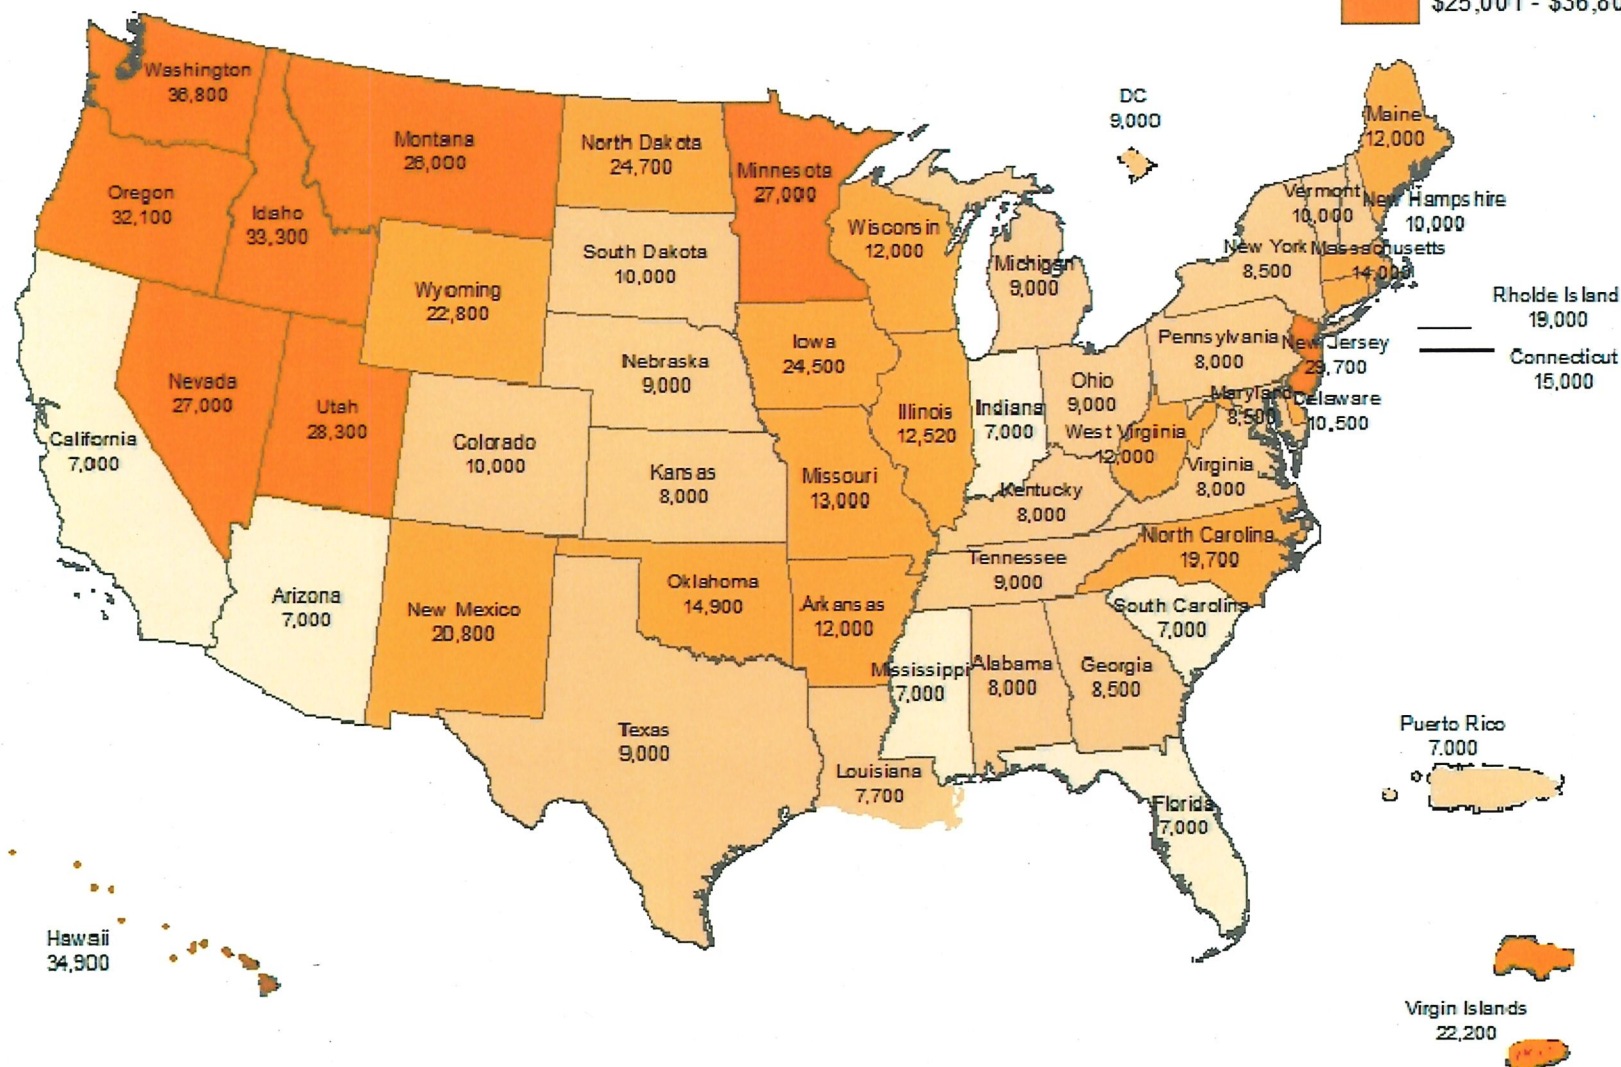 $25,001 - $36,80
Washington
36,800
Montana
26,000
North Dakota
24,700
Minnesota
27,000
DC
9,000
Maine
12,000
Oregon
32,100
Idaho
33,300
Wisconsin
12,000
Vermont
10,000
New Hampshire
10,000
South Dakota
10,000
Michigan
9,000
New York
8,500
Massachusetts
14,000
Wyoming
22,800
Rholde Island
19,000
Nevada
27,000
Utah
28,300
Nebraska
9,000
Iowa
24,500
Pennsylvania
8,000
New Jersey
29,700
Connecticut
15,000
California
7,000
Colorado
10,000
Kansas
8,000
Illinois
12,520
Indiana
7,000
Ohio
9,000
Maryland
8,500
Delaware
10,500
West Virgiinia
12,000
Missouri
13,000
Virginia
8,000
Kentucky
8,000
North Carolina
19,700
Tennessee
9,000
Arizona
7,000
New Mexico
20,800
Oklahoma
14,900
Arkansas
12,000
South Carolina
7,000
Mississippi
7,000
Alabama
8,000
Georgia
8,500
Texas
9,000
Louisiana
7,700
Florida
7,000
Puerto Rico
7.000
Hawaii
34,900
Virgin Islands
22,200